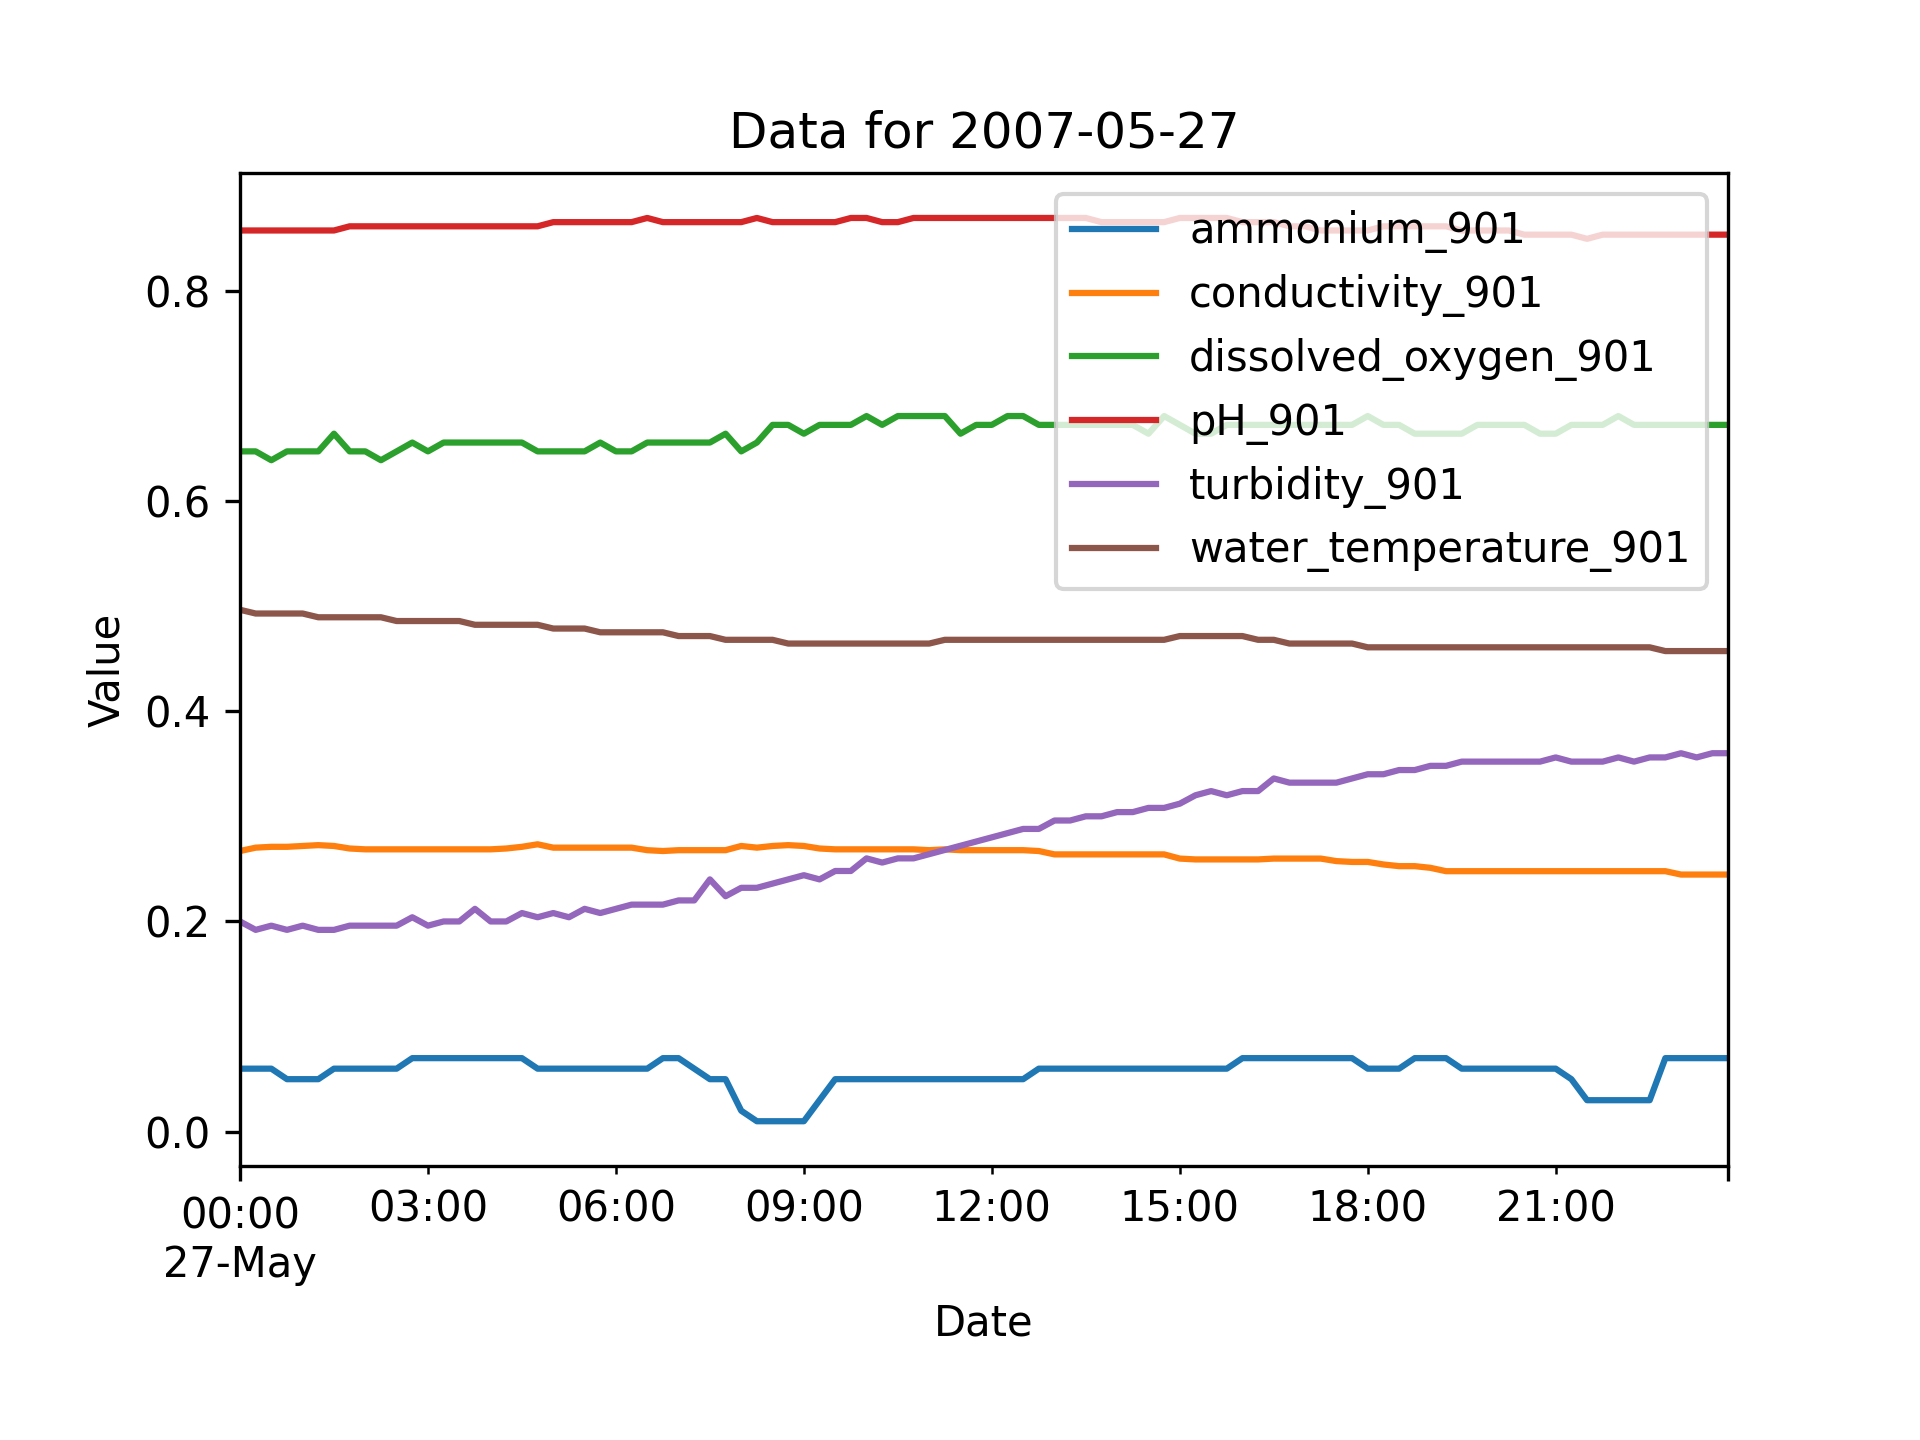 Data for 2007-05-27
ammonium_901
conductivity_901
dissolved_oxygen_901
pH_901
turbidity_901
water_temperature_901
Value
0.8
0.6
0.4
0.2
0.0
00:00 03:00 06:00 09:00 12:00 15:00 18:00 21:00
27-May
Date